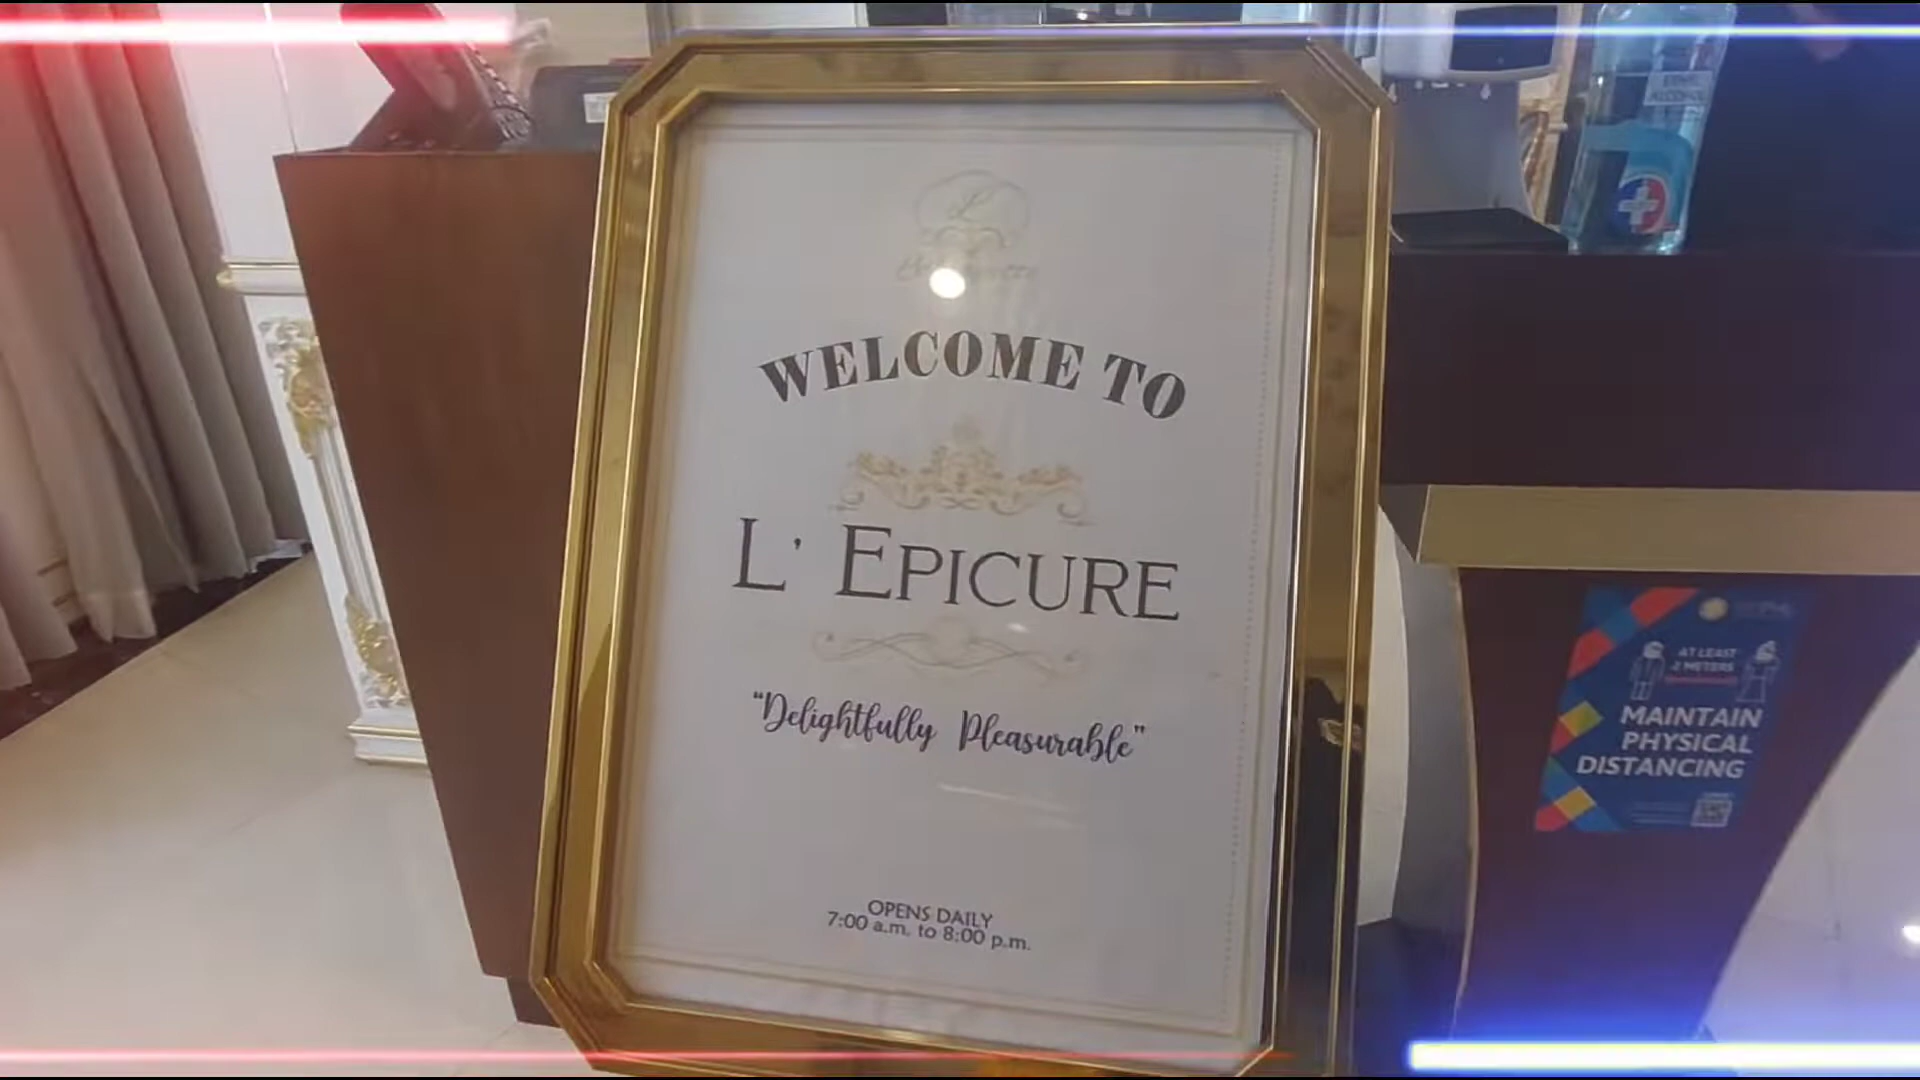 WELCOME TO
L' EPICURE
"Delightfully Pleasurable"
OPENS DAILY
7:00 a.m. to 8:00 p.m.
AT LEAST
2 METERS
MAINTAIN
PHYSICAL
DISTANCING